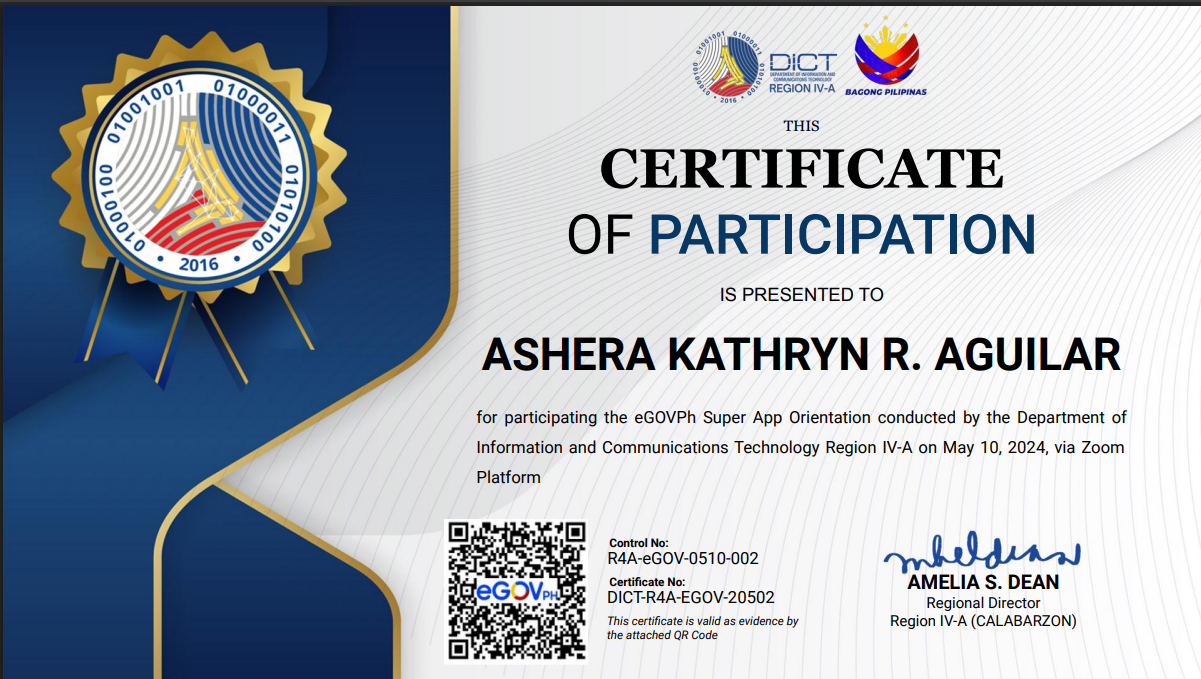 01001001 01000011 01010100 01000100
2016
01001001 01000011 01010100 01000100
2016
DICT
DEPARTMENT OF INFORMATION AND
COMMUNICATIONS TECHNOLOGY
REGION IV-A
BAGONG PILIPINAS
THIS
CERTIFICATE
OF PARTICIPATION
IS PRESENTED TO
ASHERA KATHRYN R. AGUILAR
for participating the eGOVPh Super App Orientation conducted by the Department of
Information and Communications Technology Region IV-A on May 10, 2024, via Zoom
Platform
eGOVPH
Control No:
R4A-eGOV-0510-002
Certificate No:
DICT-R4A-EGOV-20502
This certificate is valid as evidence by
the attached QR Code
AMELIA S. DEAN
Regional Director
Region IV-A (CALABARZON)